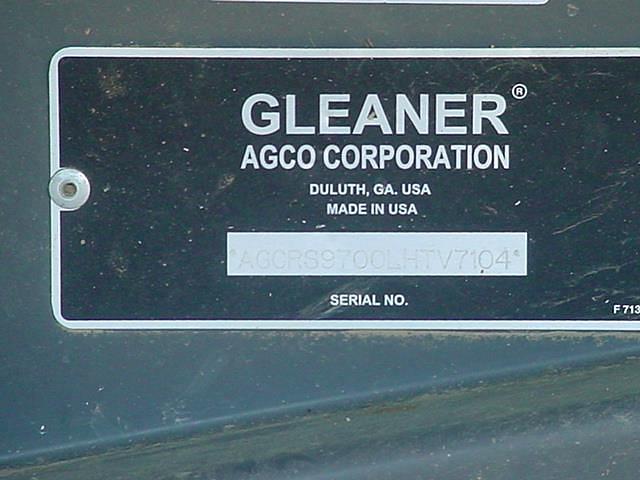 GLEANER®
AGCO CORPORATION
DULUTH, GA. USA
MADE IN USA
*AGCRS9700LHTV7104*
SERIAL NO.
F 713